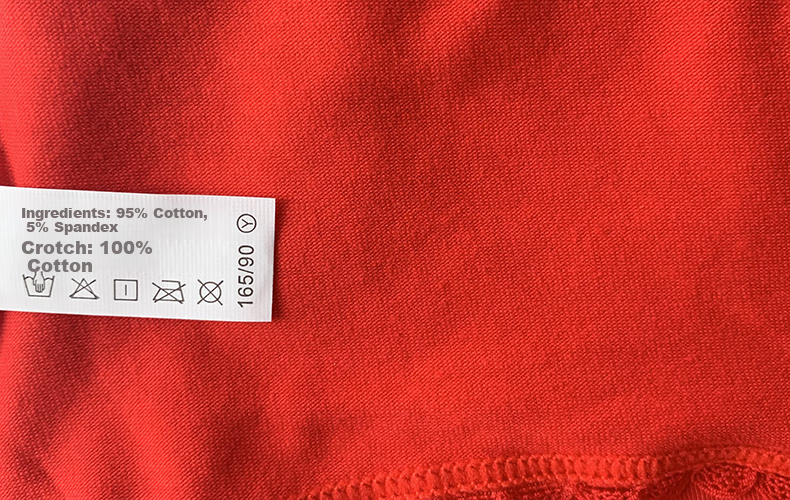 Ingredients: 95% Cotton,
5% Spandex
Crotch: 100%
Cotton
165/90 Y